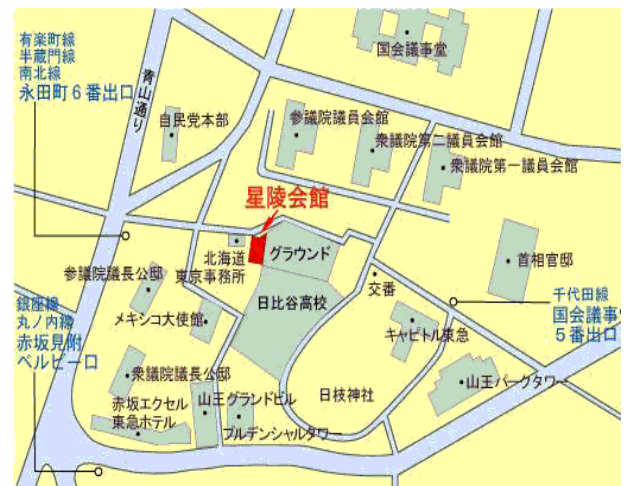 有楽町線
半蔵門線
南北線
永田町６番出口
青山通り
国会議事堂
自民党本部
参議院議員会館
衆議院第二議員会館
衆議院第一議員会館
星陵会館
北海道
東京事務所
グラウンド
首相官邸
参議院議長公邸
日比谷高校
交番
千代田線
国会議事堂
５番出口
銀座線
丸ノ内線
赤坂見附
ベルビー口
メキシコ大使館
キャピトル東急
衆議院議長公邸
山王グランドビル
日枝神社
山王パークタワー
赤坂エクセル
東急ホテル
プルデンシャルタワー